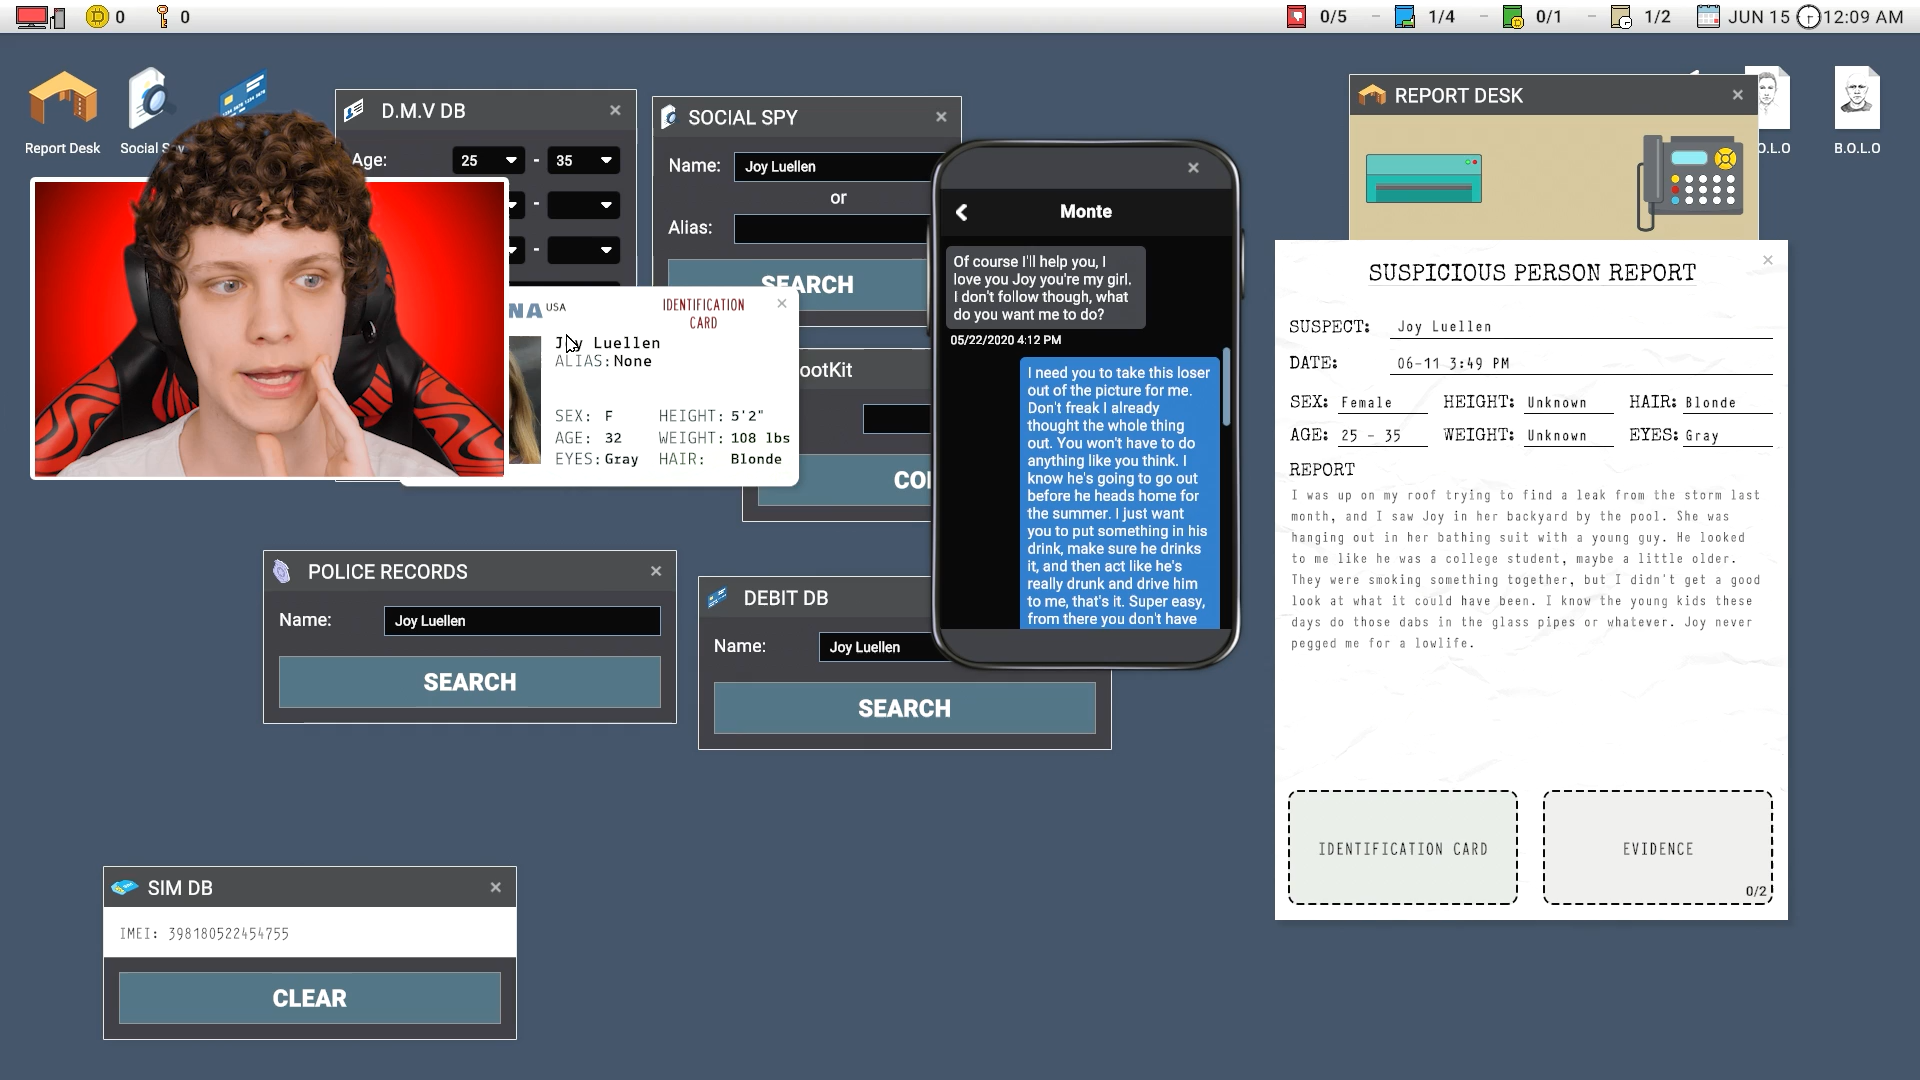 0
0
0/5
1/4
0/1
1/2
JUN 15
12:09 AM
Report Desk
D.M.V DB
Age:
25
-
35
-
-
SOCIAL SPY
Name:
Joy Luellen
or
Alias:
SEARCH
NA USA
IDENTIFICATION
CARD
Joy Luellen
ALIAS: None
SEX: F
HEIGHT: 5'2"
AGE: 32
WEIGHT: 108 lbs
EYES: Gray
HAIR: Blonde
Monte
Of course I'll help you, I
love you Joy you're my girl.
I don't follow though, what
do you want me to do?
05/22/2020 4:12 PM
I need you to take this loser
out of the picture for me.
Don't freak I already
thought the whole thing
out. You won't have to do
anything like you think. I
know he's going to go out
before he heads home for
the summer. I just want
you to put something in his
drink, make sure he drinks
it, and then act like he's
really drunk and drive him
to me, that's it. Super easy,
from there you don't have
REPORT DESK
B.O.L.O
SUSPICIOUS PERSON REPORT
SUSPECT: Joy Luellen
DATE: 06-11 3:49 PM
SEX: Female HEIGHT: Unknown HAIR: Blonde
AGE: 25 - 35 WEIGHT: Unknown EYES: Gray
REPORT
I was up on my roof trying to find a leak from the storm last
month, and I saw Joy in her backyard by the pool. She was
hanging out in her bathing suit with a young guy. He looked
to me like he was a college student, maybe a little older.
They were smoking something together, but I didn't get a good
look at what it could have been. I know the young kids these
days do those dabs in the glass pipes or whatever. Joy never
pegged me for a lowlife.
IDENTIFICATION CARD
EVIDENCE
0/2
POLICE RECORDS
Name:
Joy Luellen
SEARCH
DEBIT DB
Name:
Joy Luellen
SEARCH
SIM DB
IMEI: 398180522454755
CLEAR